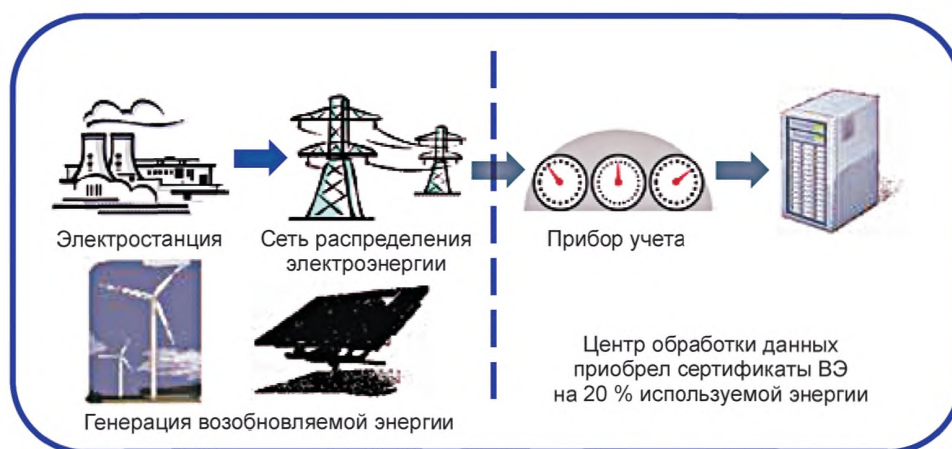 Электростанция
Сеть распределения
электроэнергии
Прибор учета
Генерация возобновляемой энергии
Центр обработки данных
приобрел сертификаты ВЭ
на 20 % используемой энергии